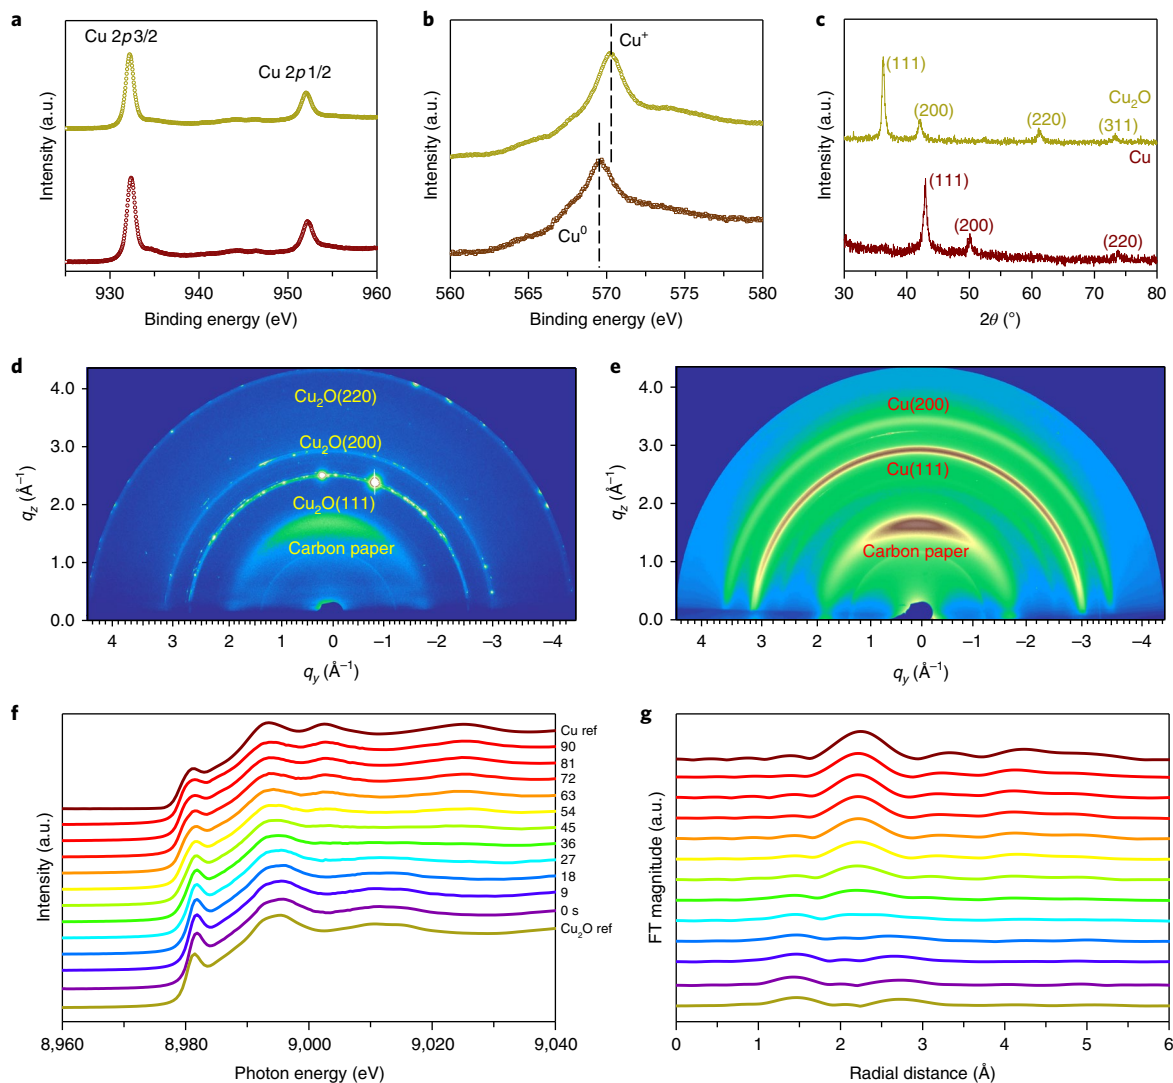 a
Cu 2p3/2
Cu 2p1/2
Intensity (a.u.)
930 940 950 960
Binding energy (eV)
b
Cu⁺
Cu⁰
Intensity (a.u.)
560 565 570 575 580
Binding energy (eV)
c
(111)
Cu₂O
(200)
(220)
(311)
Cu
(111)
(200)
(220)
Intensity (a.u.)
30 40 50 60 70 80
2θ (°)
d
4.0
3.0
2.0
1.0
0.0
qz (Å⁻¹)
Cu₂O(220)
Cu₂O(200)
Cu₂O(111)
Carbon paper
4 3 2 1 0 −1 −2 −3 −4
qy (Å⁻¹)
e
4.0
3.0
2.0
1.0
0.0
qz (Å⁻¹)
Cu(200)
Cu(111)
Carbon paper
4 3 2 1 0 −1 −2 −3 −4
qy (Å⁻¹)
f
Intensity (a.u.)
Cu ref
90
81
72
63
54
45
36
27
18
9
0 s
Cu₂O ref
8,960 8,980 9,000 9,020 9,040
Photon energy (eV)
g
FT magnitude (a.u.)
0 1 2 3 4 5 6
Radial distance (Å)